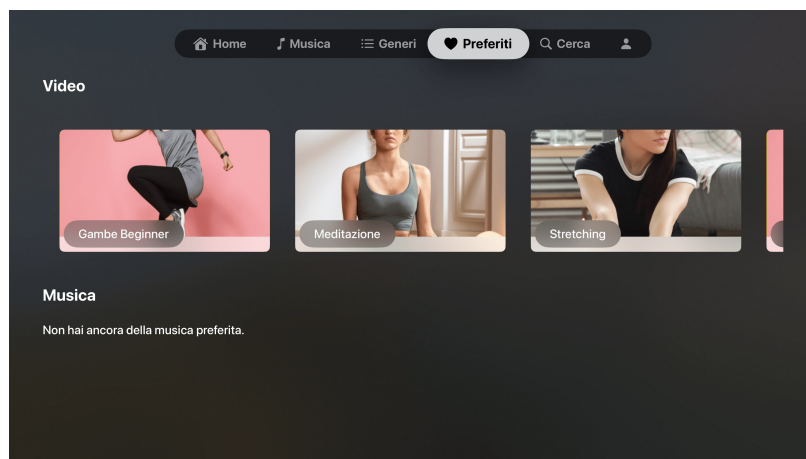 Home Musica Generi Preferiti Cerca
Video
Gambe Beginner Meditazione Stretching
Musica
Non hai ancora della musica preferita.